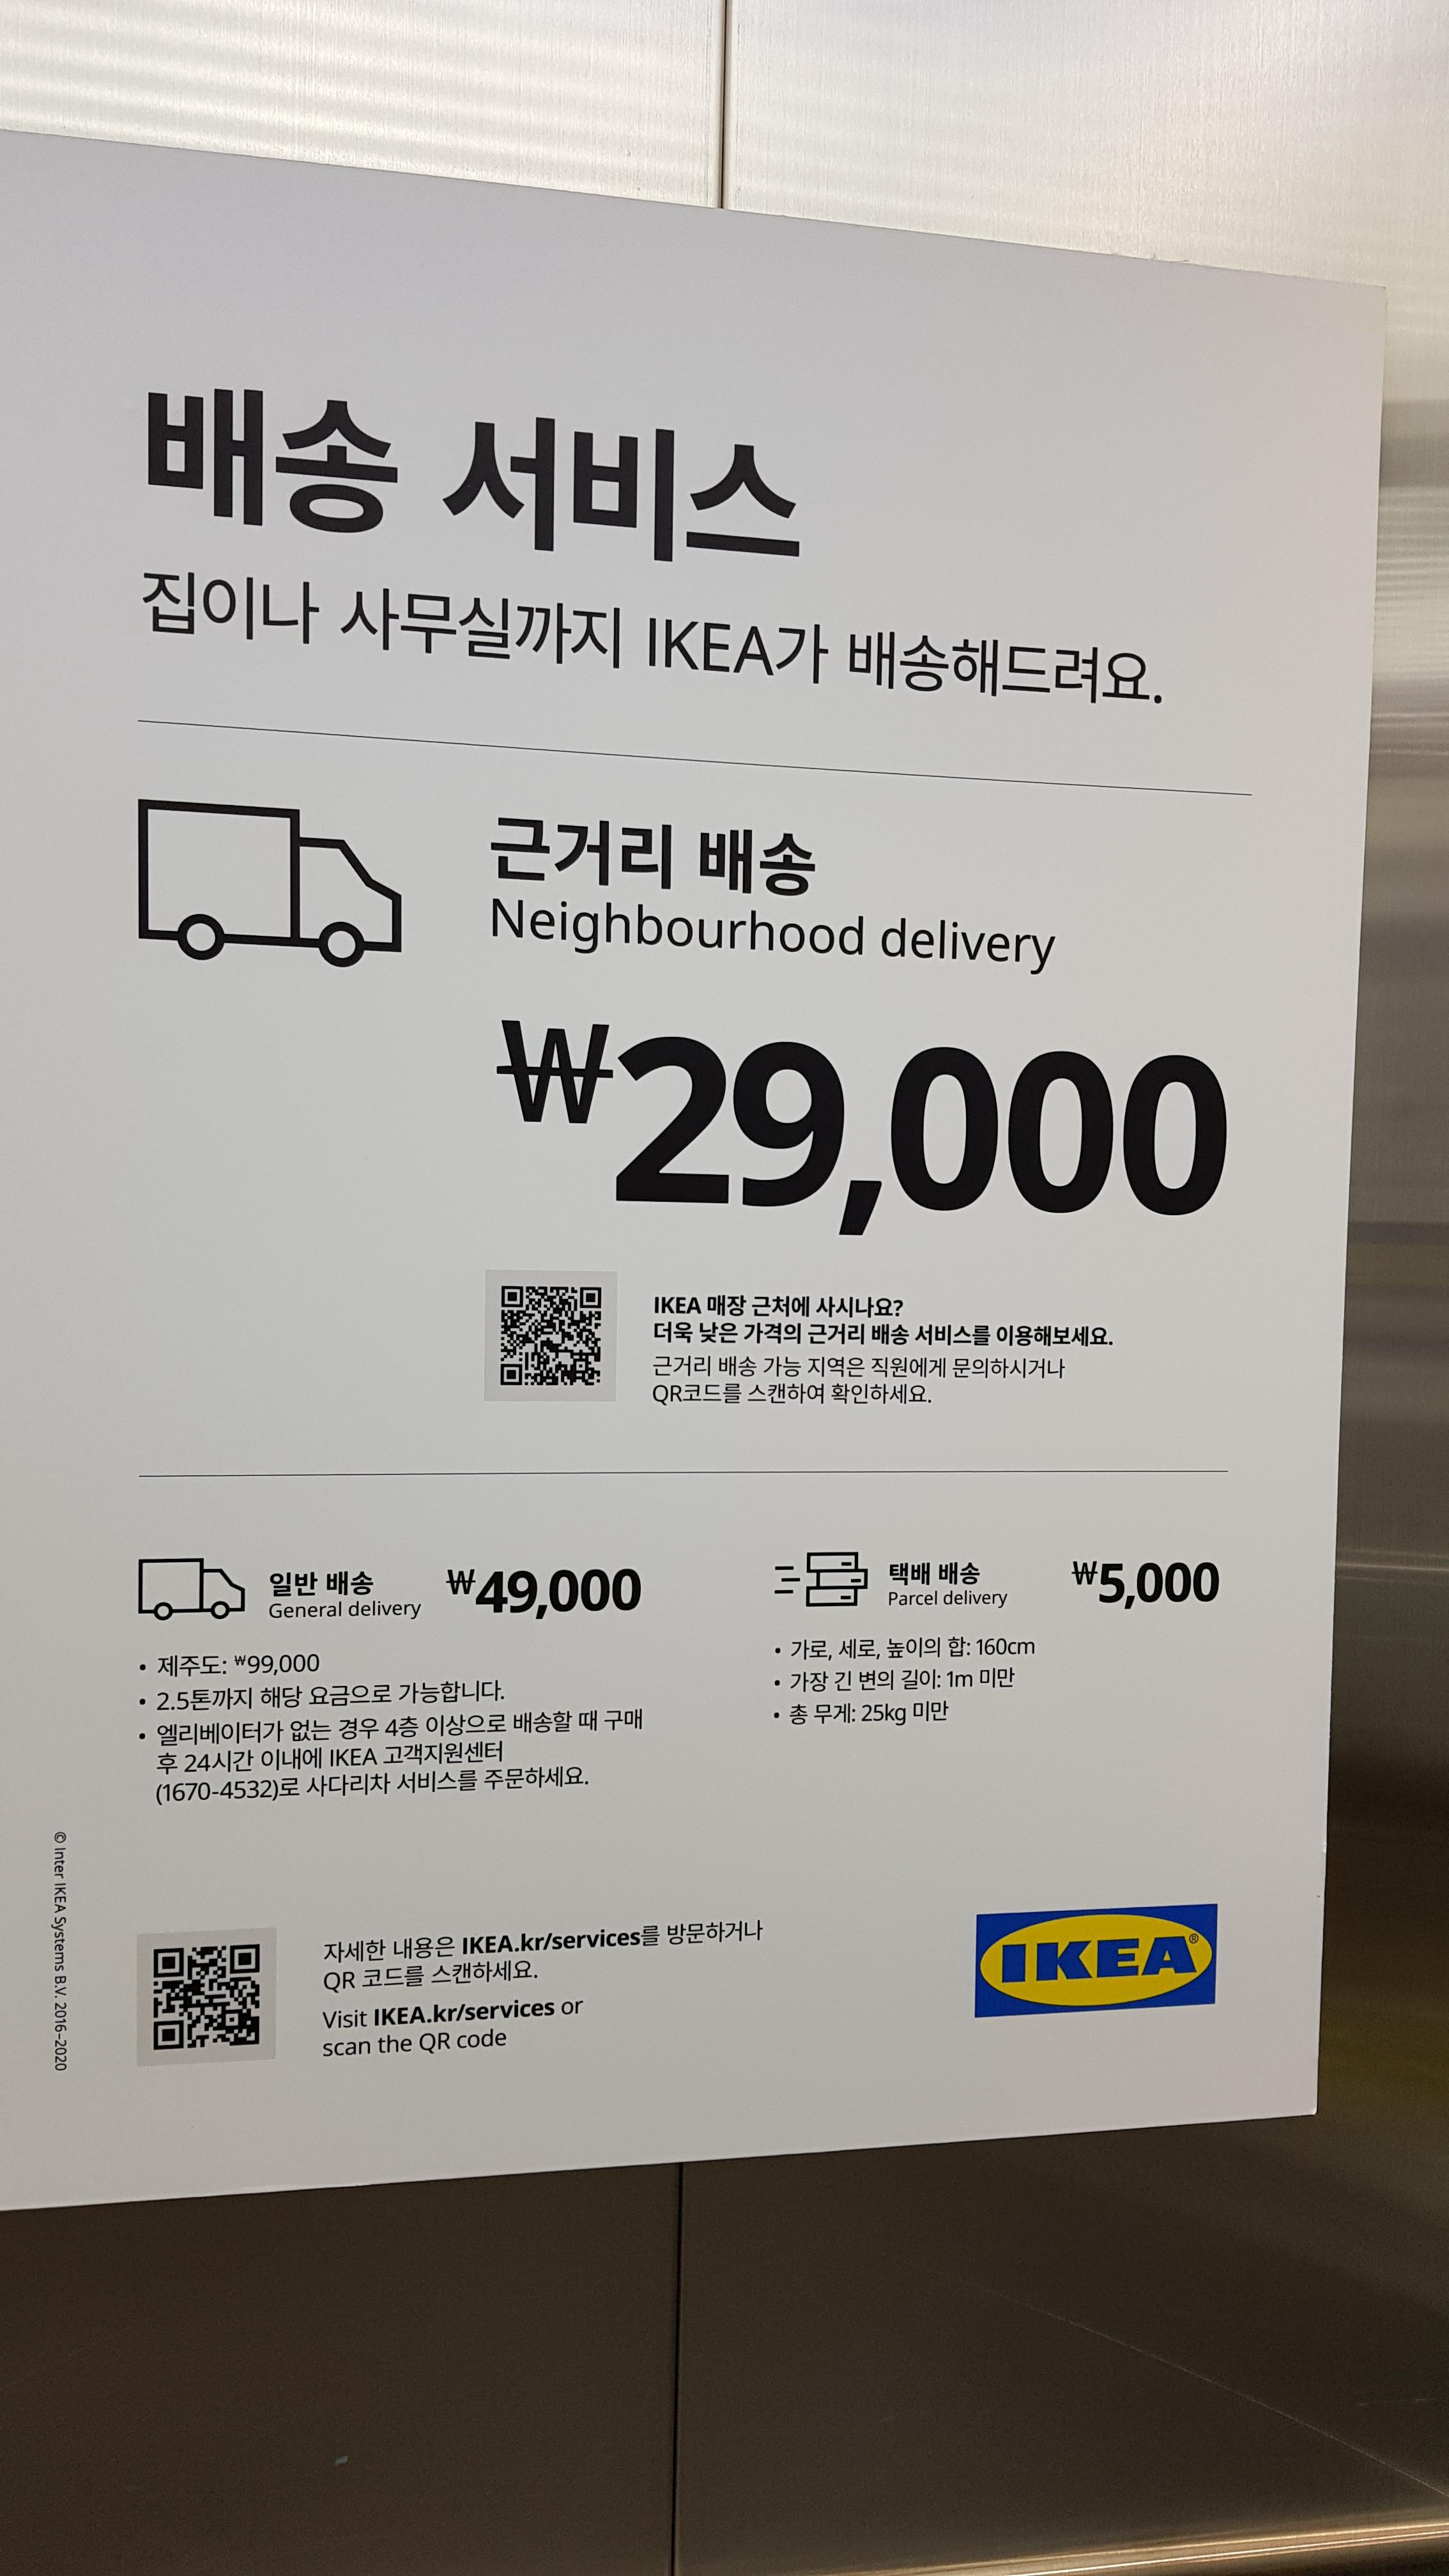 배송 서비스
집이나 사무실까지 IKEA가 배송해드려요.
근거리 배송
Neighbourhood delivery
₩29,000
IKEA 매장 근처에 사시나요?
더욱 낮은 가격의 근거리 배송 서비스를 이용해보세요.
근거리 배송 가능 지역은 직원에게 문의하시거나
QR코드를 스캔하여 확인하세요.
일반 배송
General delivery
₩49,000
• 제주도: ₩99,000
• 2.5톤까지 해당 요금으로 가능합니다.
• 엘리베이터가 없는 경우 4층 이상으로 배송할 때 구매
후 24시간 이내에 IKEA 고객지원센터
(1670-4532)로 사다리차 서비스를 주문하세요.
택배 배송
Parcel delivery
₩5,000
• 가로, 세로, 높이의 합: 160cm
• 가장 긴 변의 길이: 1m 미만
• 총 무게: 25kg 미만
자세한 내용은 IKEA.kr/services를 방문하거나
QR 코드를 스캔하세요.
Visit IKEA.kr/services or
scan the QR code
IKEA®
© Inter IKEA Systems B.V. 2016-2020